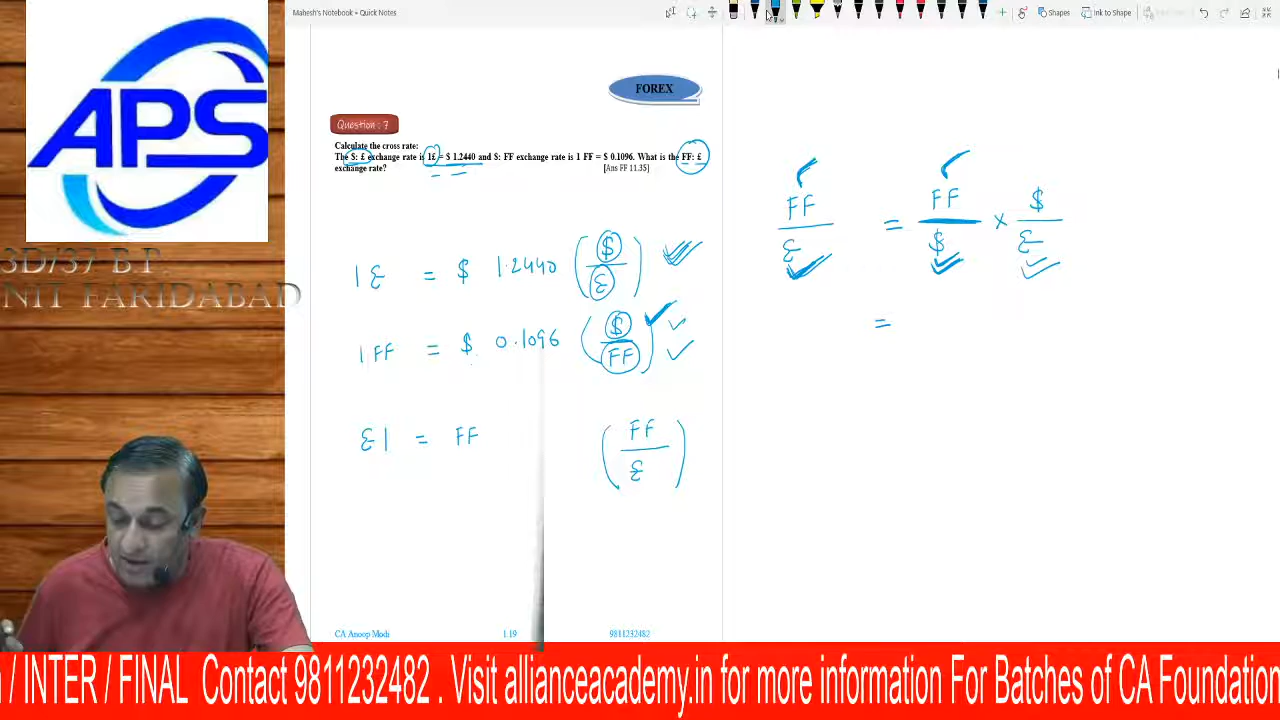 Mahesh's Notebook • Quick Notes
Shapes
Ink to Shape
APS
3D/37 B.P.
NIT FARIDABAD
FOREX
Question : 7
Calculate the cross rate:
The $: £ exchange rate is 1£ = $ 1.2440 and $: FF exchange rate is 1 FF = $ 0.1096. What is the FF: £
exchange rate? [Ans FF 11.35]
1 £ = $ 1.2440 ($/£)
1 FF = $ 0.1096 ($/FF)
£ 1 = FF (FF/£)
FF/£ = FF/$ × $/£
=
CA Anoop Modi 1.19 9811232482
/ INTER / FINAL Contact 9811232482 . Visit allianceacademy.in for more information For Batches of CA Foundation